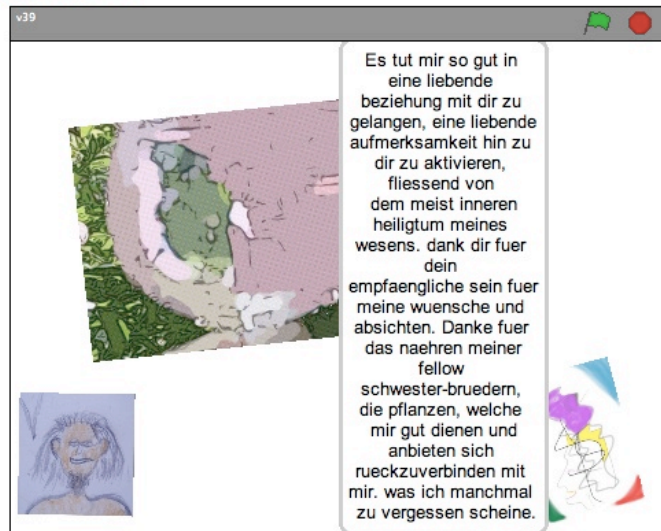 v39
Es tut mir so gut in
eine liebende
beziehung mit dir zu
gelangen, eine liebende
aufmerksamkeit hin zu
dir zu aktivieren,
fliessend von
dem meist inneren
heiligtum meines
wesens. dank dir fuer
dein
empfaengliche sein fuer
meine wuensche und
absichten. Danke fuer
das naehren meiner
fellow
schwester-bruedern,
die pflanzen, welche
mir gut dienen und
anbieten sich
rueckzuverbinden mit
mir. was ich manchmal
zu vergessen scheine.